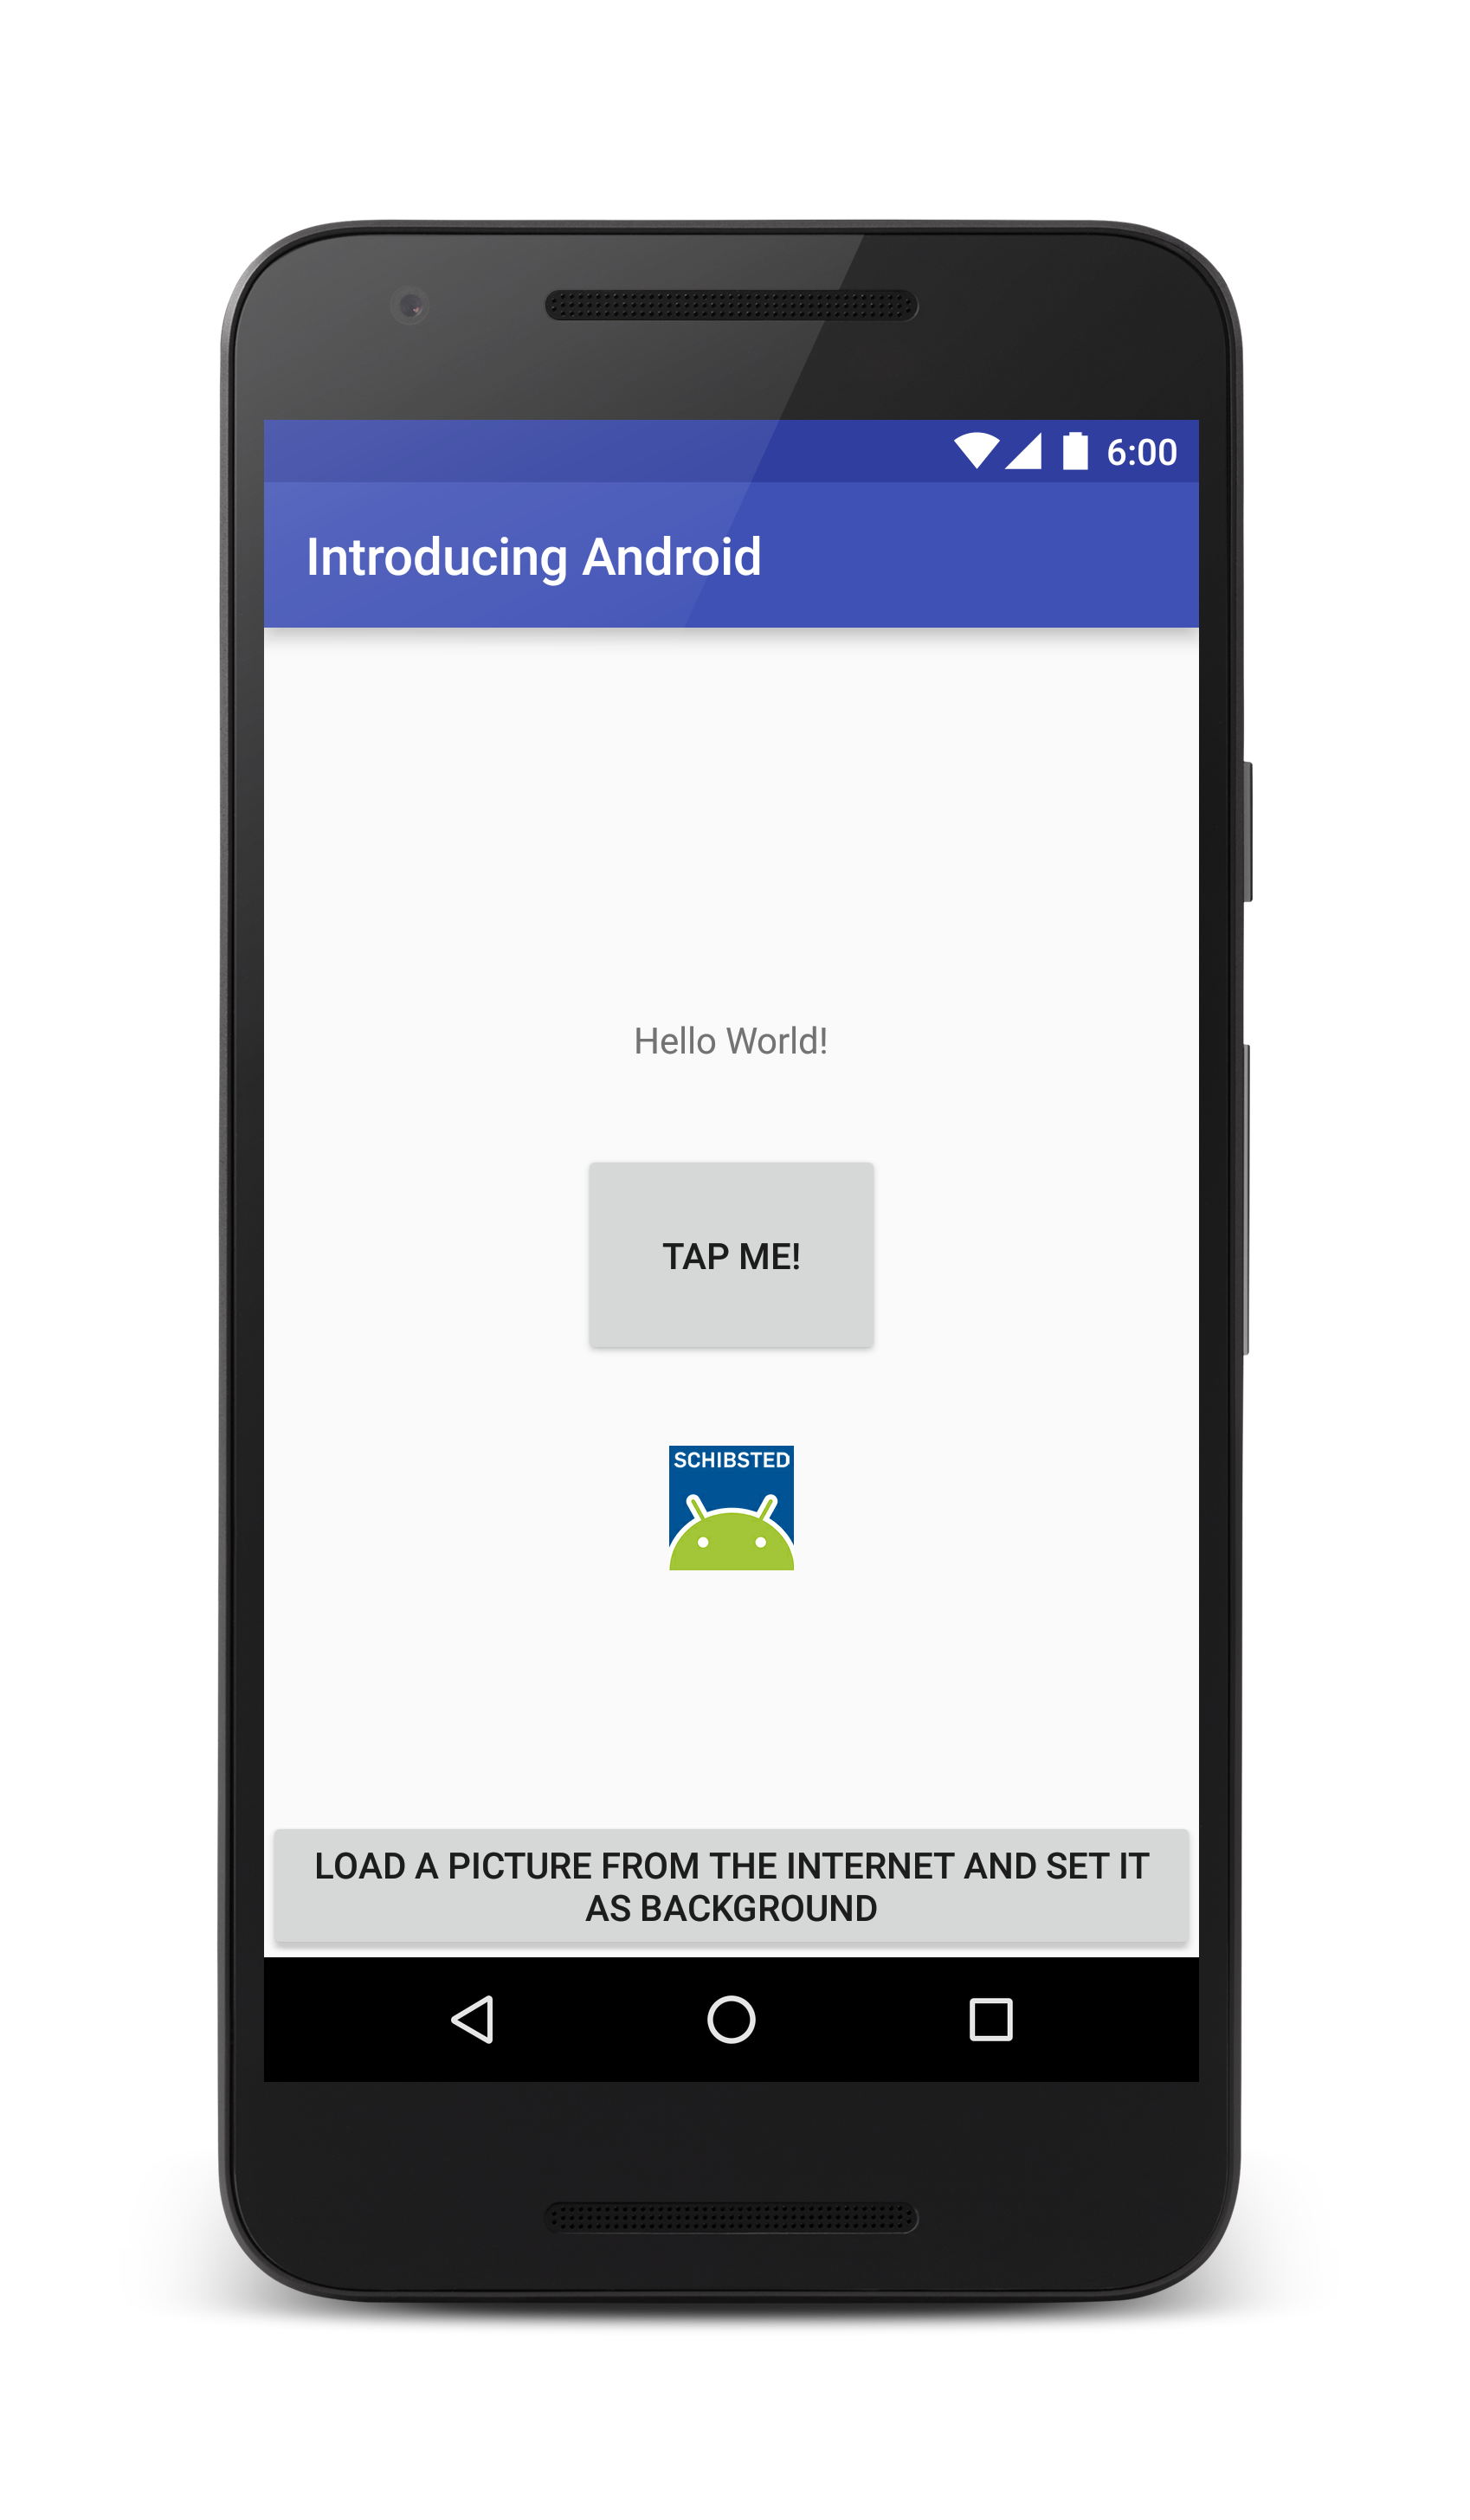 6:00
Introducing Android
Hello World!
TAP ME!
SCHIBSTED
LOAD A PICTURE FROM THE INTERNET AND SET IT
AS BACKGROUND